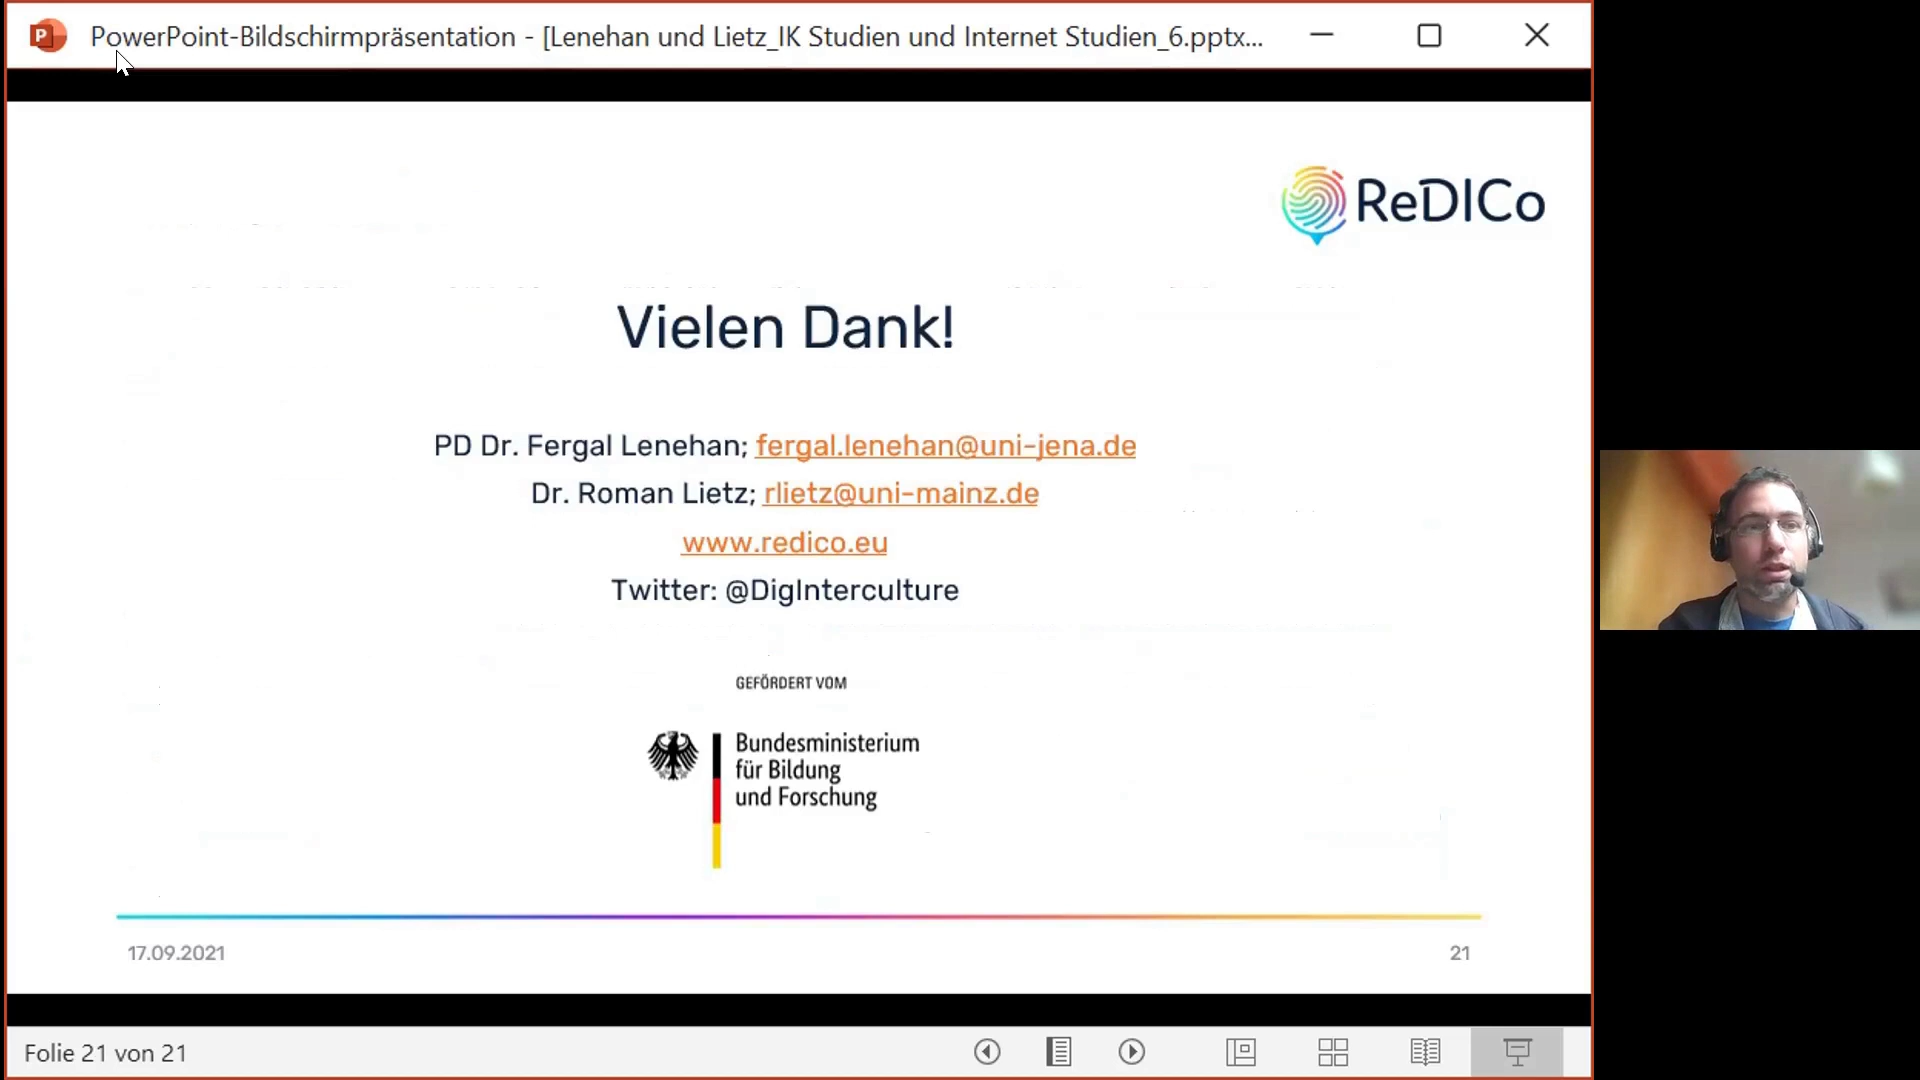 PowerPoint-Bildschirmpräsentation - [Lenehan und Lietz_IK Studien und Internet Studien_6.pptx...
ReDICo
Vielen Dank!
PD Dr. Fergal Lenehan; fergal.lenehan@uni-jena.de
Dr. Roman Lietz; rlietz@uni-mainz.de
www.redico.eu
Twitter: @DigInterculture
GEFÖRDERT VOM
Bundesministerium
für Bildung
und Forschung
17.09.2021
21
Folie 21 von 21